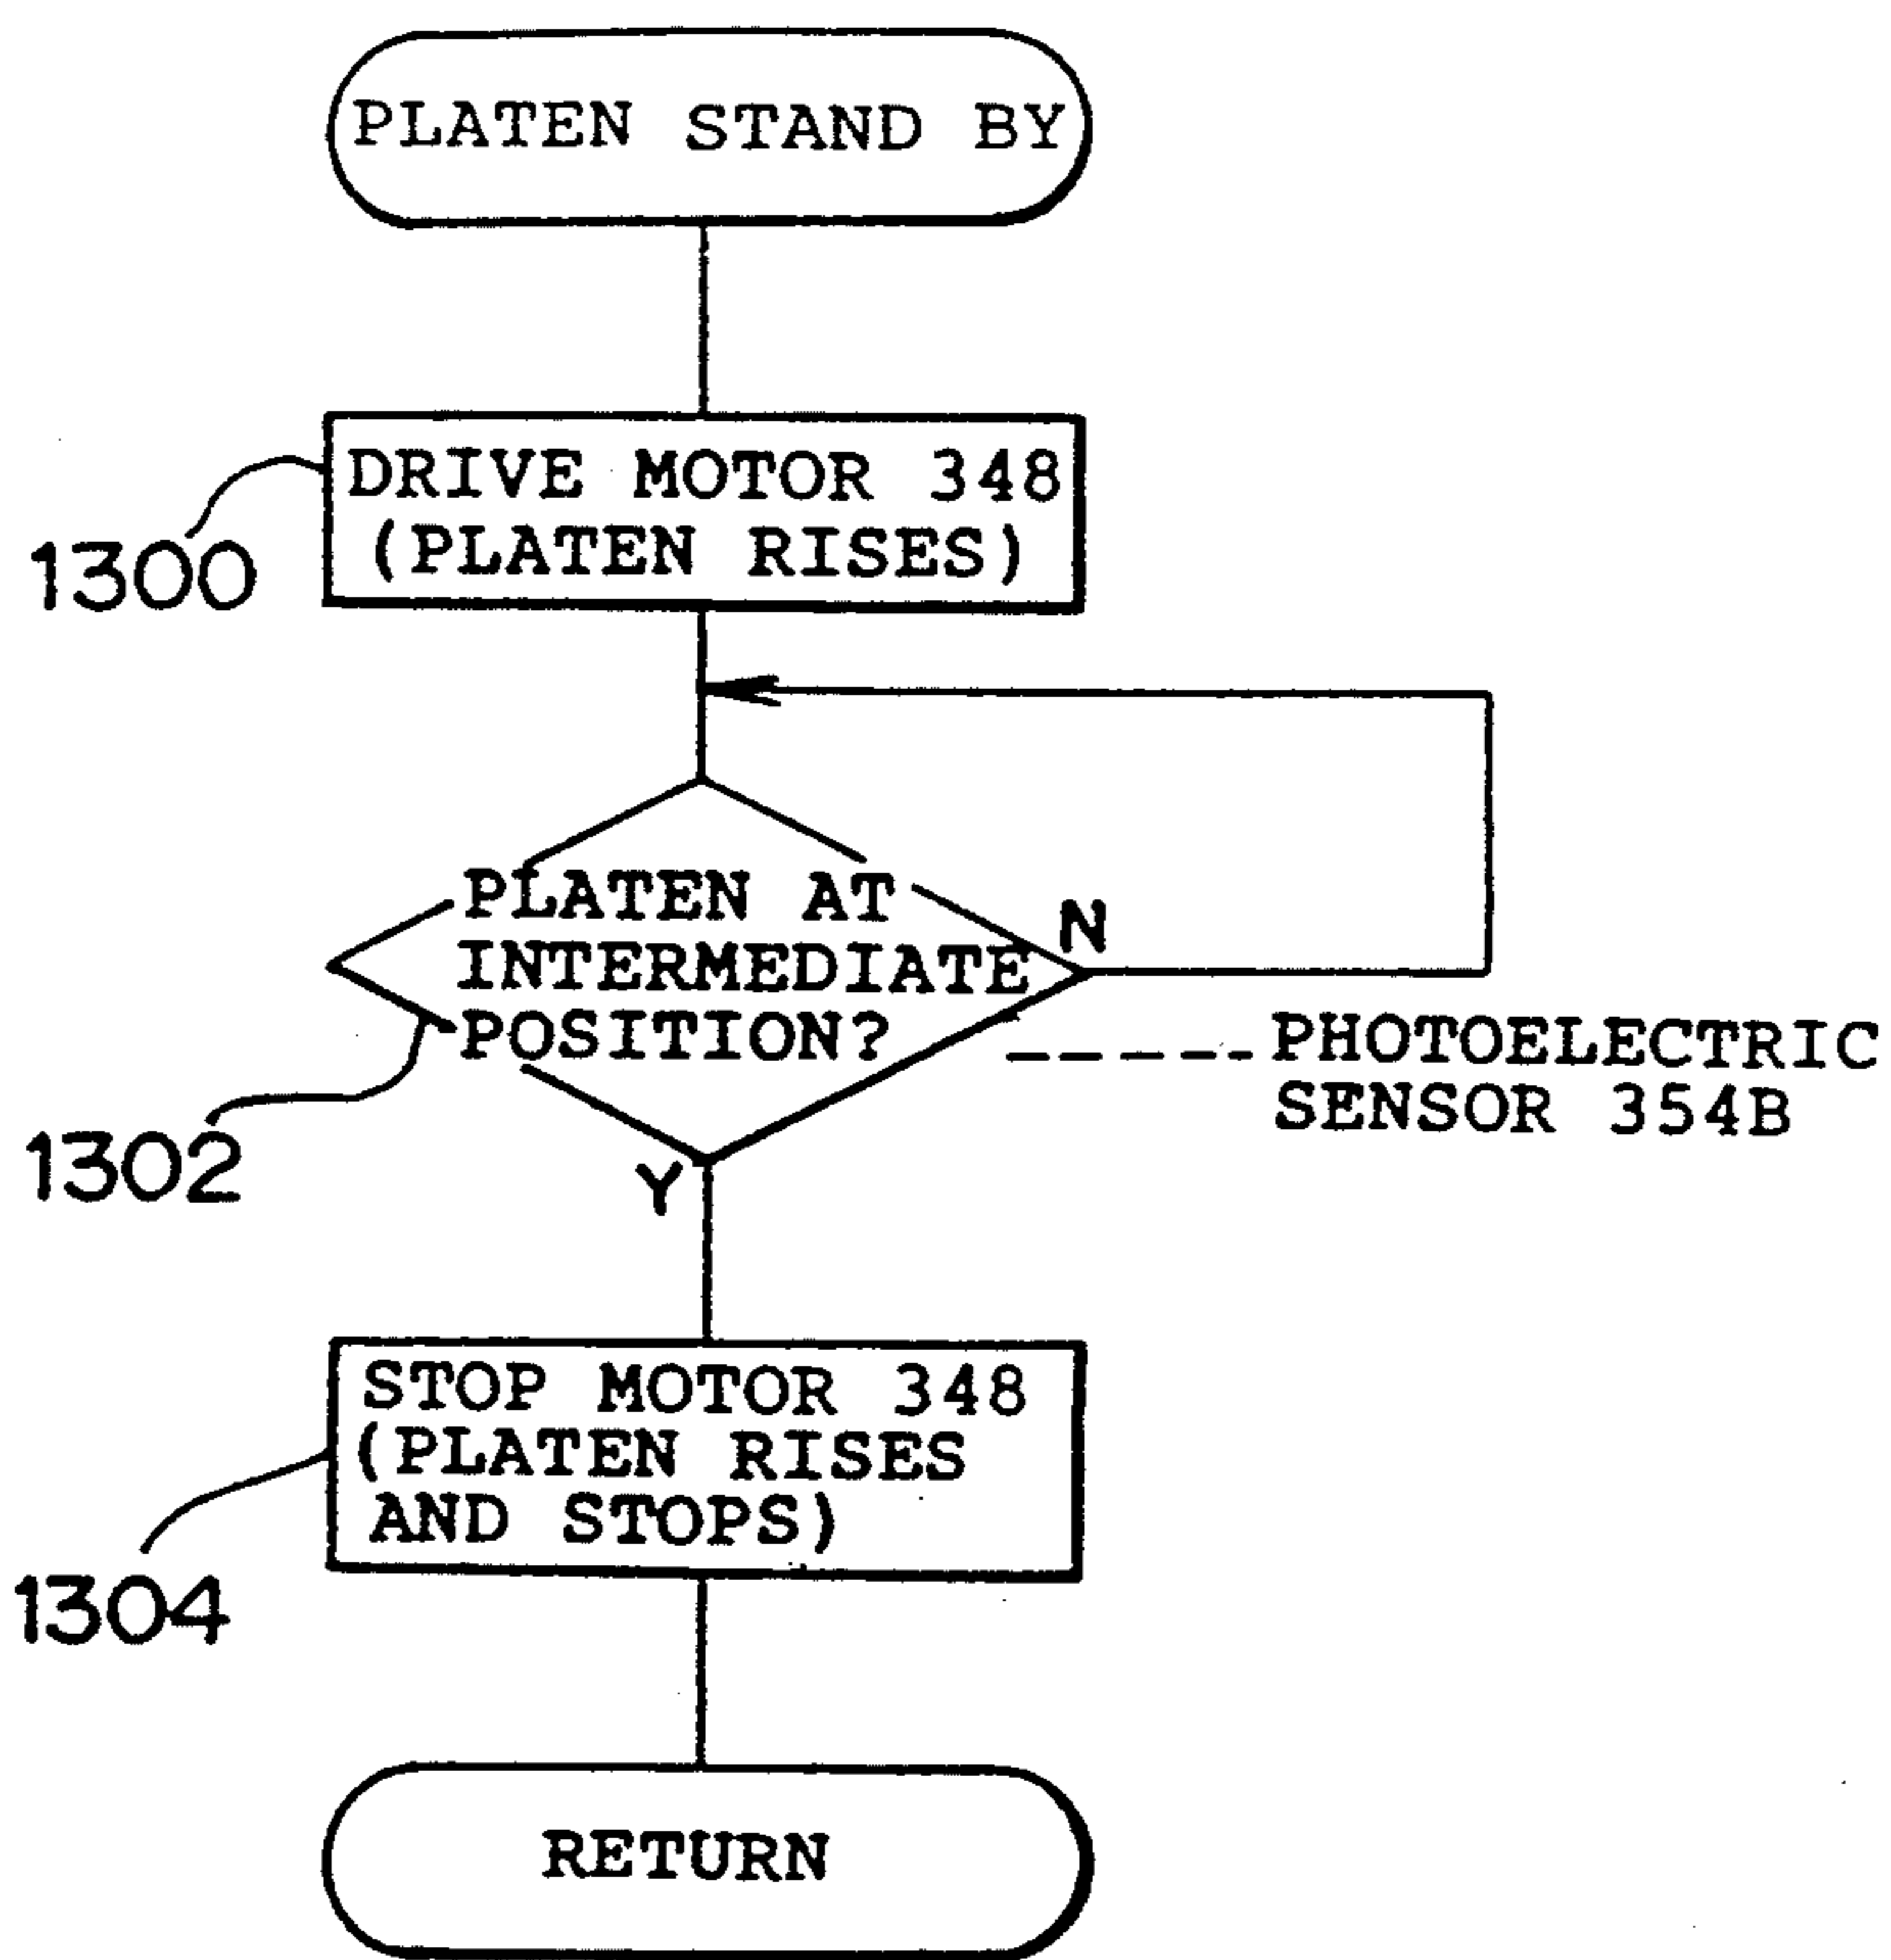 PLATEN STAND BY
DRIVE MOTOR 348
(PLATEN RISES)
1300
PLATEN AT
INTERMEDIATE
POSITION?
N
PHOTOELECTRIC
SENSOR 354B
1302
Y
STOP MOTOR 348
(PLATEN RISES
AND STOPS)
1304
RETURN